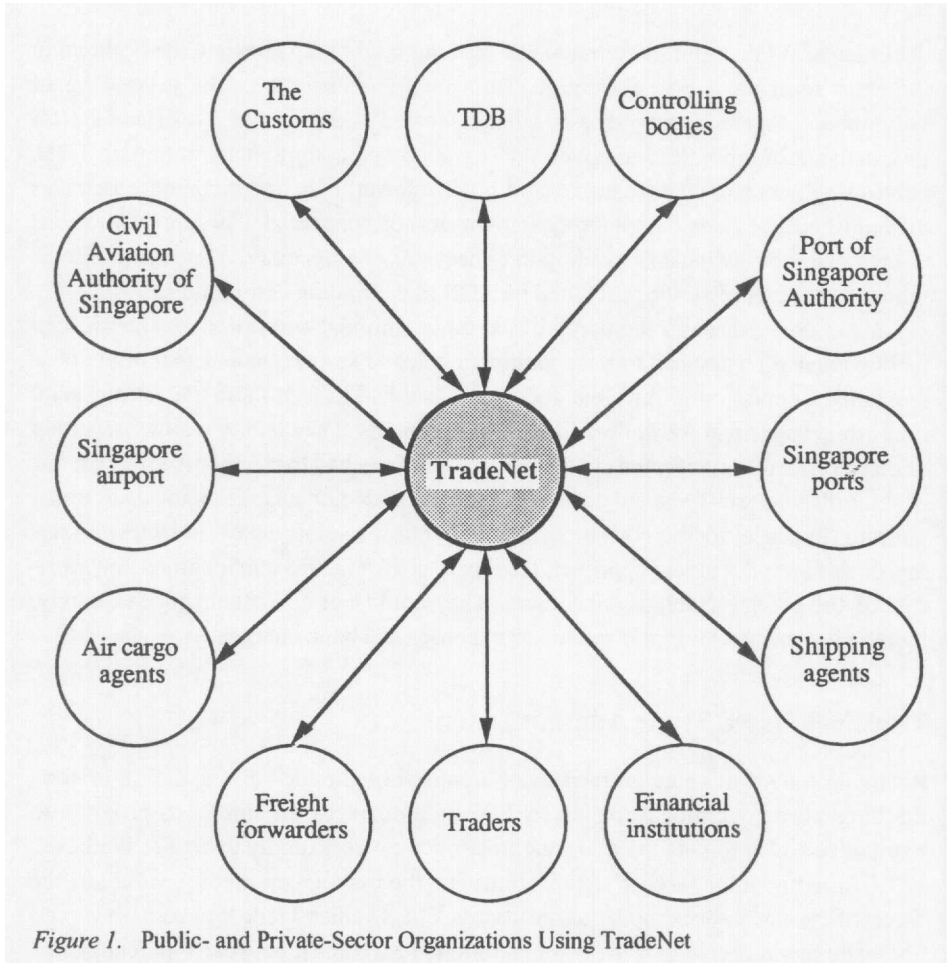 The
Customs
TDB
Controlling
bodies
Civil
Aviation
Authority of
Singapore
Port of
Singapore
Authority
Singapore
airport
TradeNet
Singapore
ports
Air cargo
agents
Shipping
agents
Freight
forwarders
Traders
Financial
institutions
Figure 1. Public- and Private-Sector Organizations Using TradeNet